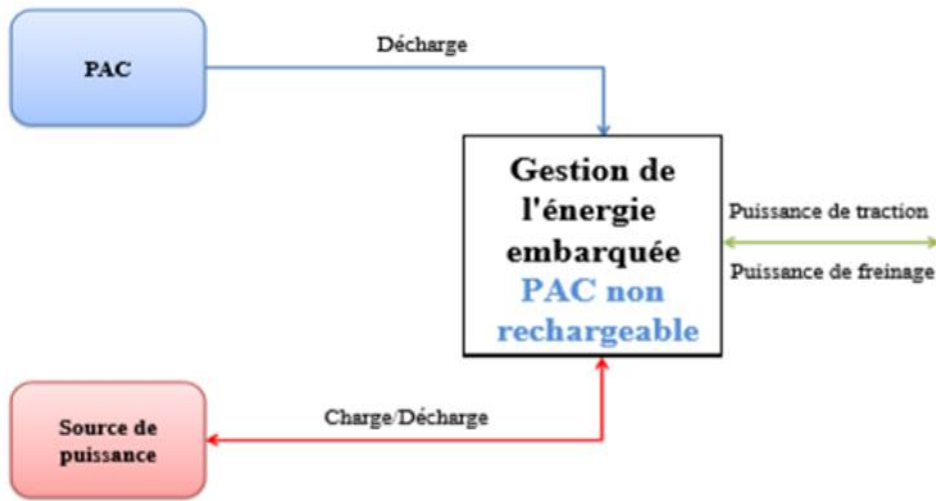 PAC
Décharge
Gestion de
l'énergie
embarquée
PAC non
rechargeable
Puissance de traction
Puissance de freinage
Charge/Décharge
Source de
puissance